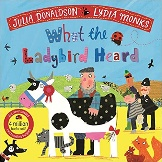 JULIA DONALDSON LYDIA MONKS
What the
Ladybird Heard